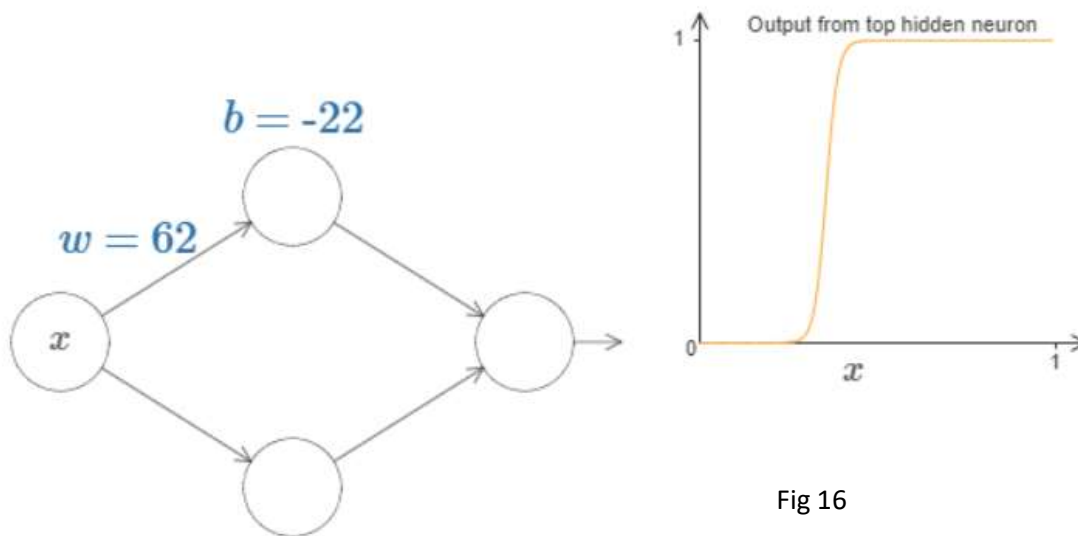 Output from top hidden neuron
1
b = -22
w = 62
x
0
x
1
Fig 16